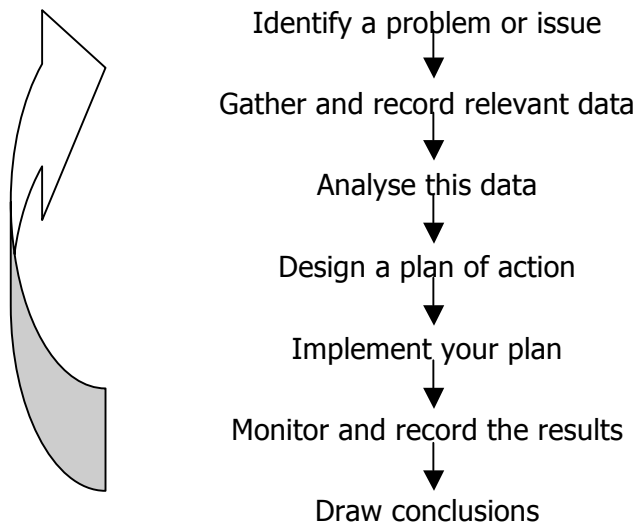 Identify a problem or issue
Gather and record relevant data
Analyse this data
Design a plan of action
Implement your plan
Monitor and record the results
Draw conclusions